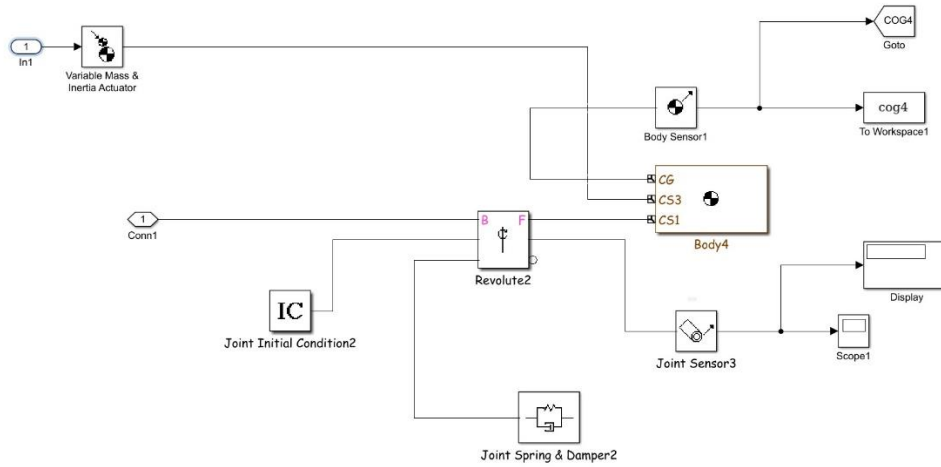 COG4
Goto
1
In1
Variable Mass &
Inertia Actuator
cog4
To Workspace1
Body Sensor1
CG
CS3
CS1
Body4
1
Conn1
B F
Revolute2
Display
IC
Joint Initial Condition2
Joint Sensor3
Scope1
Joint Spring & Damper2